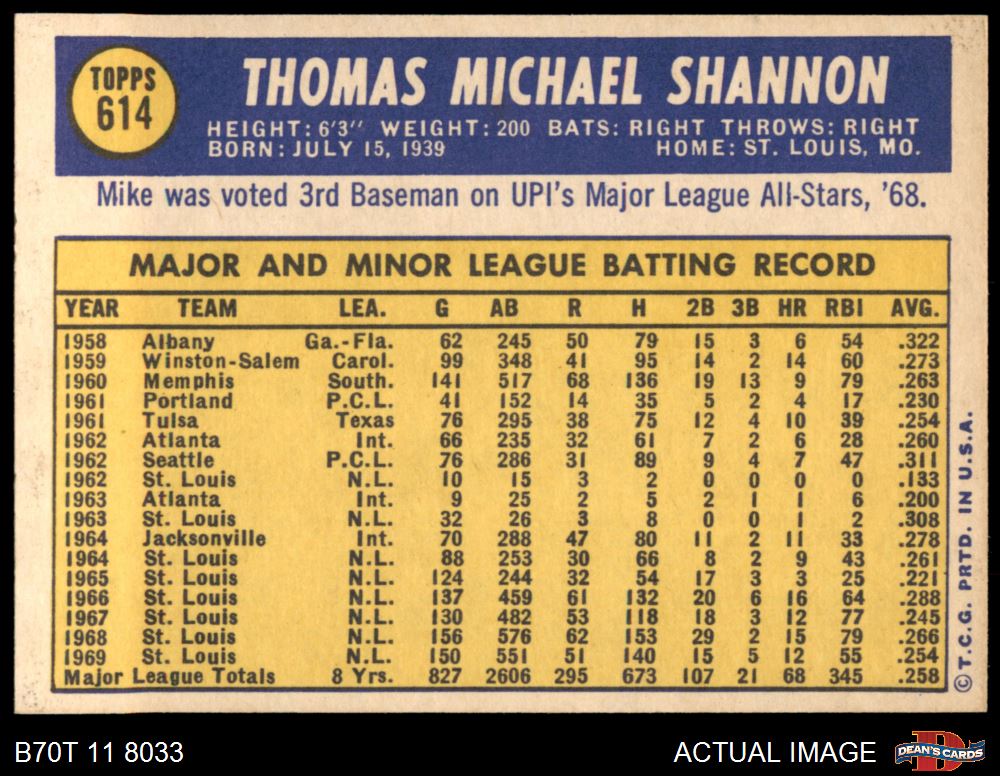 TOPPS
614
THOMAS MICHAEL SHANNON
HEIGHT: 6'3" WEIGHT: 200 BATS: RIGHT THROWS: RIGHT
BORN: JULY 15, 1939 HOME: ST. LOUIS, MO.
Mike was voted 3rd Baseman on UPI's Major League All-Stars, '68.
MAJOR AND MINOR LEAGUE BATTING RECORD
YEAR TEAM LEA. G AB R H 2B 3B HR RBI AVG.
1958 Albany Ga.-Fla. 62 245 50 79 15 3 6 54 .322
1959 Winston-Salem Carol. 99 348 41 95 14 2 14 60 .273
1960 Memphis South. 141 517 68 136 19 13 9 79 .263
1961 Portland P.C.L. 41 152 14 35 5 2 4 17 .230
1961 Tulsa Texas 76 295 38 75 12 4 10 39 .254
1962 Atlanta Int. 66 235 32 61 7 2 6 28 .260
1962 Seattle P.C.L. 76 286 31 89 9 4 7 47 .311
1962 St. Louis N.L. 10 15 3 2 0 0 0 0 .133
1963 Atlanta Int. 9 25 2 5 2 1 1 6 .200
1963 St. Louis N.L. 32 26 3 8 0 0 1 2 .308
1964 Jacksonville Int. 70 288 47 80 11 2 11 33 .278
1964 St. Louis N.L. 88 253 30 66 8 2 9 43 .261
1965 St. Louis N.L. 124 244 32 54 17 3 3 25 .221
1966 St. Louis N.L. 137 459 61 132 20 6 16 64 .288
1967 St. Louis N.L. 130 482 53 118 18 3 12 77 .245
1968 St. Louis N.L. 156 576 62 153 29 2 15 79 .266
1969 St. Louis N.L. 150 551 51 140 15 5 12 55 .254
Major League Totals 8 Yrs. 827 2606 295 673 107 21 68 345 .258
© T.C.G. PRTD. IN U.S.A.
B70T 11 8033 ACTUAL IMAGE
DEAN'S CARDS